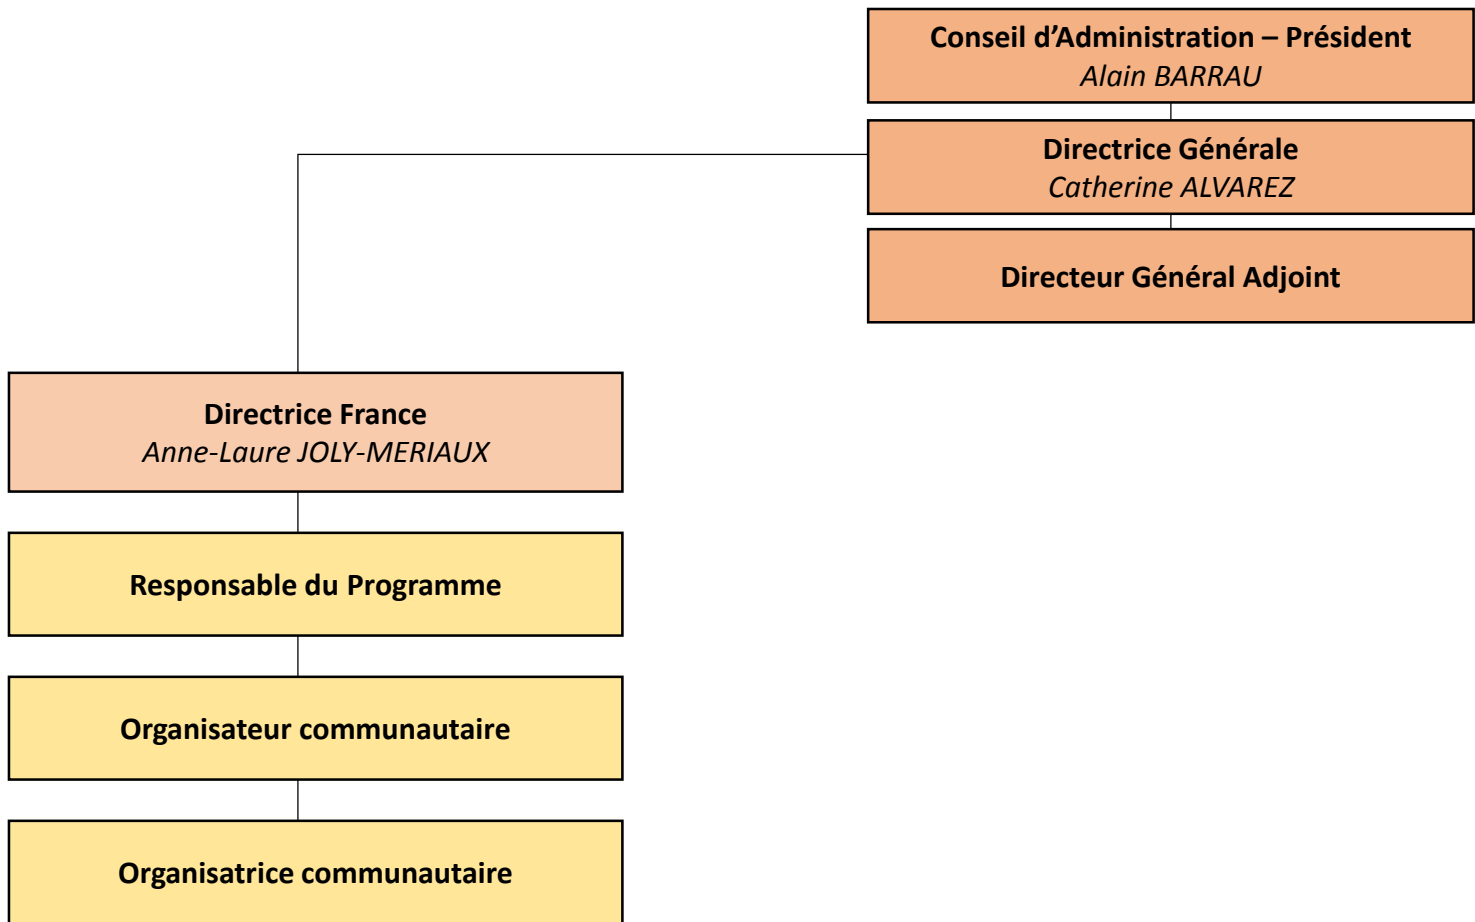 Conseil d’Administration – Président
Alain BARRAU
Directrice Générale
Catherine ALVAREZ
Directeur Général Adjoint
Directrice France
Anne-Laure JOLY-MERIAUX
Responsable du Programme
Organisateur communautaire
Organisatrice communautaire